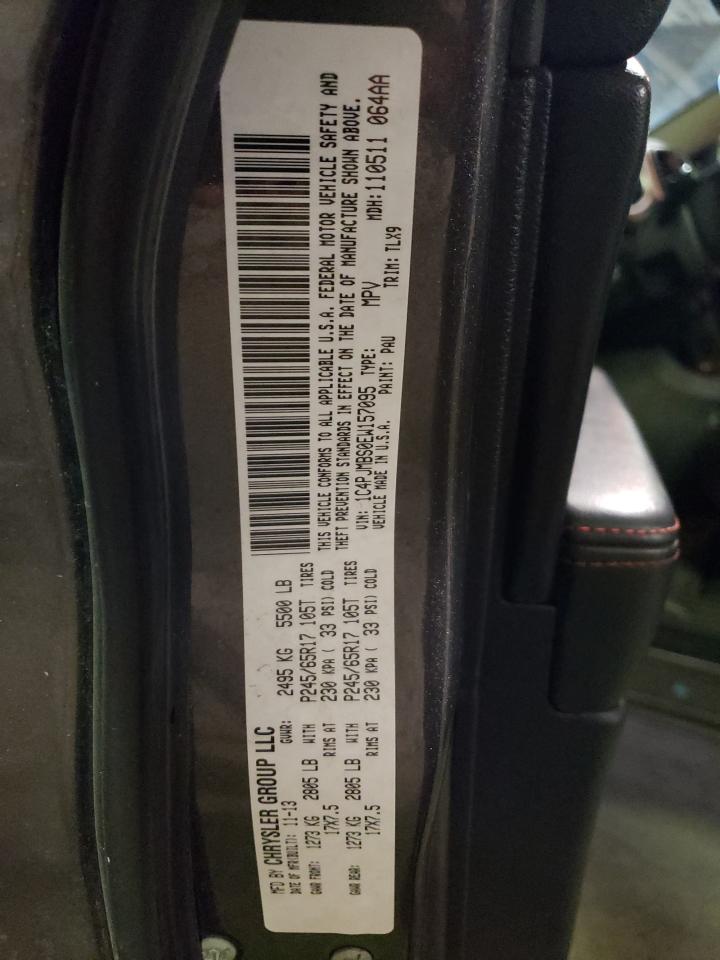 MFD BY CHRYSLER GROUP LLC
DATE OF MFR(BUILT): 11-13 GVWR: 2495 KG 5500 LB
GAWR FRONT: 1273 KG 2805 LB WITH P245/65R17 105T TIRES
17X7.5 RIMS AT 230 KPA ( 33 PSI) COLD
GAWR REAR: 1273 KG 2805 LB WITH P245/65R17 105T TIRES
17X7.5 RIMS AT 230 KPA ( 33 PSI) COLD
THIS VEHICLE CONFORMS TO ALL APPLICABLE U.S.A. FEDERAL MOTOR VEHICLE SAFETY AND
THEFT PREVENTION STANDARDS IN EFFECT ON THE DATE OF MANUFACTURE SHOWN ABOVE.
VIN: 1C4PJMBS0EW157095 TYPE: MPV MDH: 110511 064AA
VEHICLE MADE IN U.S.A. PAINT: PAU TRIM: TLX9